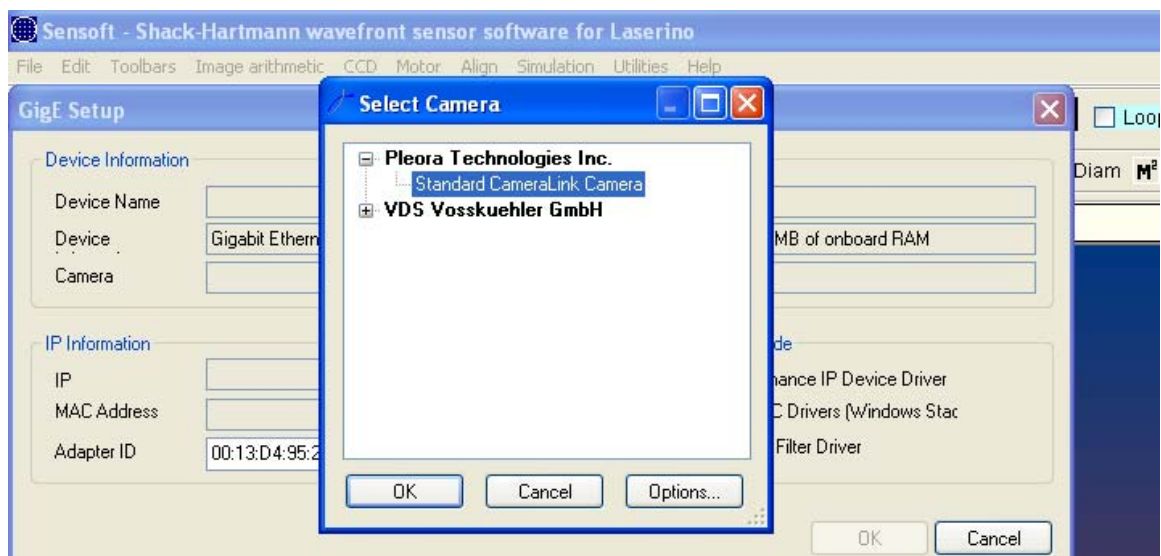 Sensoft - Shack-Hartmann wavefront sensor software for Laserino
File Edit Toolbars Image arithmetic CCD Motor Align Simulation Utilities Help
GigE Setup
Select Camera
Loop
Device Information
Pleora Technologies Inc.
Standard CameraLink Camera
Diam M²
Device Name
VDS Vosskuehler GmbH
Device
Gigabit Ethern
MB of onboard RAM
Camera
IP Information
de
IP
nance IP Device Driver
MAC Address
C Drivers (Windows Stac
Adapter ID
00:13:D4:95:2
Filter Driver
OK
Cancel
Options...
OK
Cancel